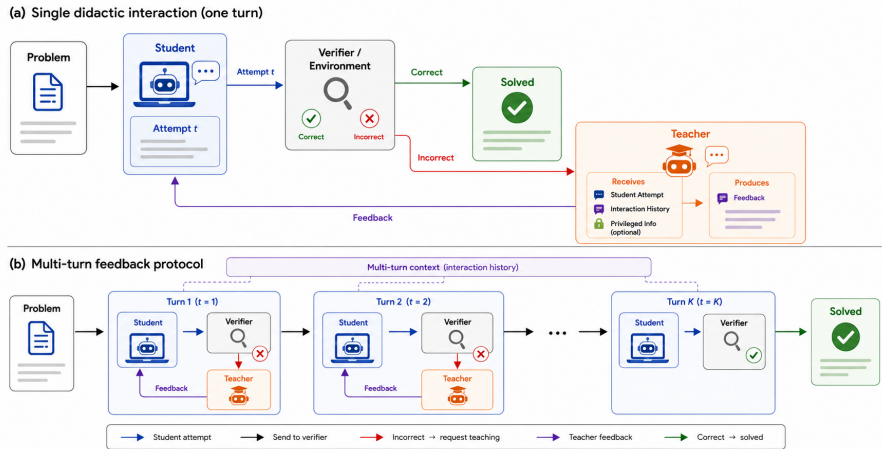 (a) Single didactic interaction (one turn)
Problem
Student
Attempt t
Attempt t
Verifier /
Environment
Correct
Incorrect
Correct
Incorrect
Solved
Teacher
Receives
Student Attempt
Interaction History
Privileged Info
(optional)
Produces
Feedback
Feedback
(b) Multi-turn feedback protocol
Multi-turn context (interaction history)
Problem
Turn 1 (t = 1)
Student
Verifier
Feedback
Teacher
Turn 2 (t = 2)
Student
Verifier
Feedback
Teacher
Turn K (t = K)
Student
Verifier
Solved
Student attempt
Send to verifier
Incorrect → request teaching
Teacher feedback
Correct → solved